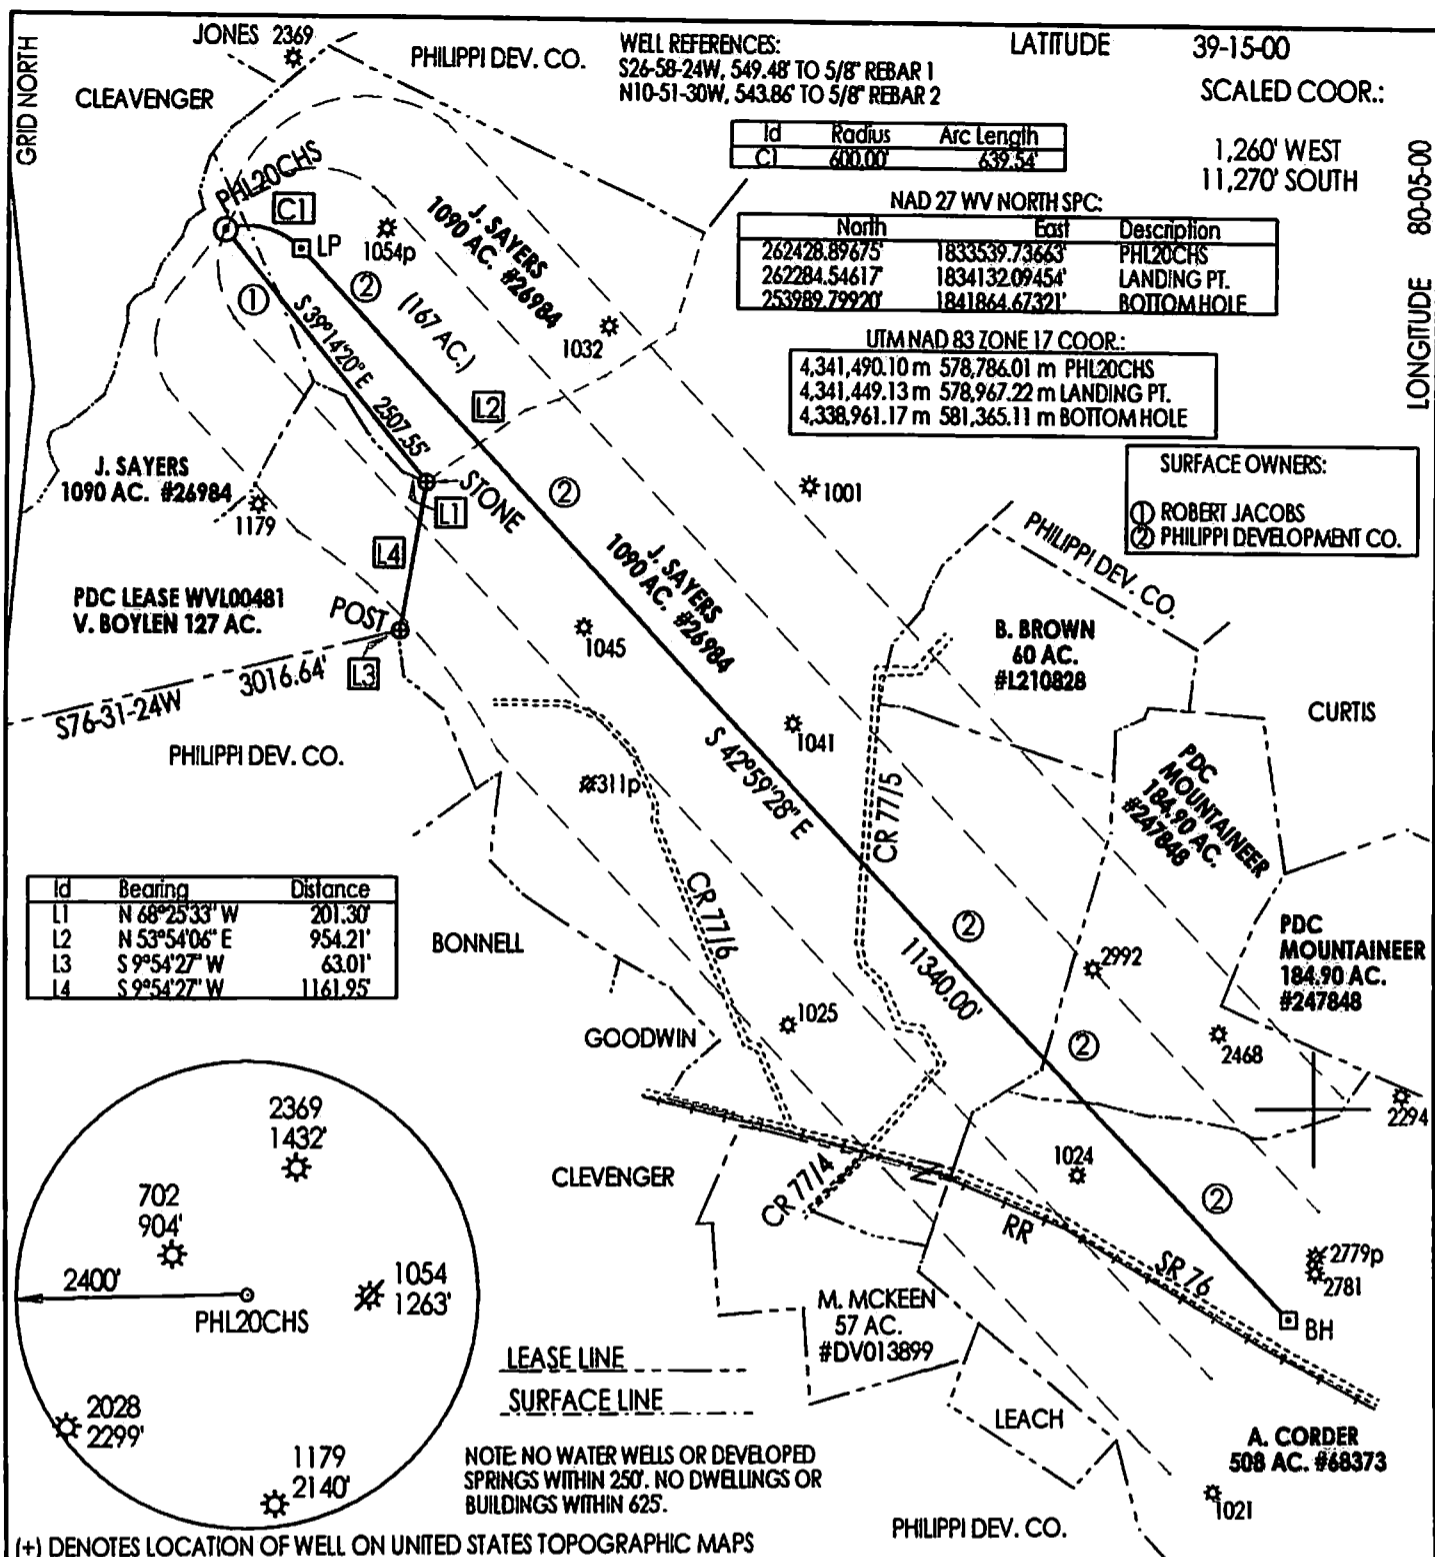 GRID NORTH
JONES 2369
PHILIPPI DEV. CO.
CLEAVENGER
WELL REFERENCES:
S26-58-24W, 549.48' TO 5/8" REBAR 1
N10-51-30W, 543.86' TO 5/8" REBAR 2
LATITUDE 39-15-00
SCALED COOR.:
1,260' WEST
11,270' SOUTH
LONGITUDE 80-05-00
Id Radius Arc Length
C1 600.00' 639.54'
NAD 27 WV NORTH SPC:
North East Description
262428.89675' 1833539.73663' PHL20CHS
262284.54617' 1834132.09454' LANDING PT.
253989.79920' 1841864.67321' BOTTOM HOLE
UTM NAD 83 ZONE 17 COOR.:
4,341,490.10 m 578,786.01 m PHL20CHS
4,341,449.13 m 578,967.22 m LANDING PT.
4,338,961.17 m 581,365.11 m BOTTOM HOLE
SURFACE OWNERS:
① ROBERT JACOBS
② PHILIPPI DEVELOPMENT CO.
PHL20CHS
C1
LP
1054p
J. SAYERS
1090 AC. #26984
②
(167 AC.)
1032
①
S 39°14'20" E
2507.55'
L2
J. SAYERS
1090 AC. #26984
1179
L1
STONE
②
1001
L4
PDC LEASE WVL00481
V. BOYLEN 127 AC.
POST
L3
3016.64'
S76-31-24W
PHILIPPI DEV. CO.
1045
J. SAYERS
1090 AC. #26984
PHILIPPI DEV. CO.
B. BROWN
60 AC.
#L210828
CURTIS
1041
S 42°59'28" E
311p
CR 77/5
PDC
MOUNTAINEER
184.90 AC.
#247848
Id Bearing Distance
L1 N 68°25'33" W 201.30'
L2 N 53°54'06" E 954.21'
L3 S 9°54'27" W 63.01'
L4 S 9°54'27" W 1161.95'
BONNELL
CR 77/6
②
11340.00'
2992
PDC
MOUNTAINEER
184.90 AC.
#247848
1025
GOODWIN
②
2468
2294
CLEVENGER
CR 77/4
1024
②
RR
SR 76
2779p
2781
BH
M. MCKEEN
57 AC.
#DV013899
LEACH
A. CORDER
508 AC. #68373
1021
PHILIPPI DEV. CO.
2369
1432'
702
904'
2400'
PHL20CHS
1054
1263'
2028
2299'
1179
2140'
LEASE LINE
SURFACE LINE
NOTE: NO WATER WELLS OR DEVELOPED
SPRINGS WITHIN 250'. NO DWELLINGS OR
BUILDINGS WITHIN 625'.
(+) DENOTES LOCATION OF WELL ON UNITED STATES TOPOGRAPHIC MAPS